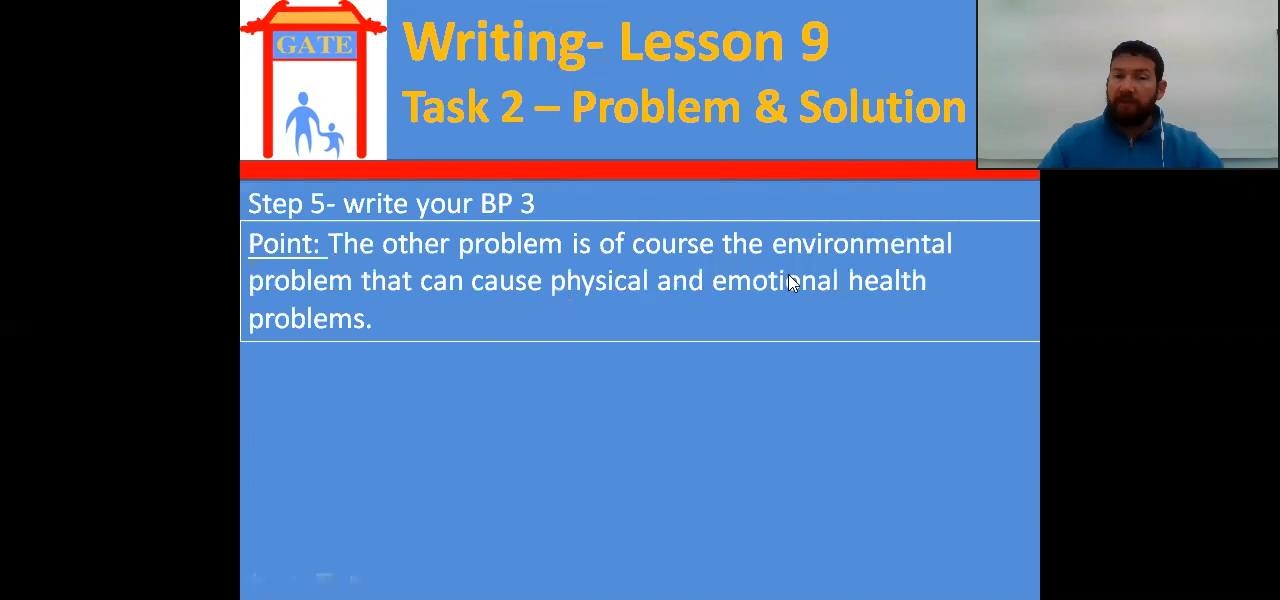 GATE
Writing- Lesson 9
Task 2 – Problem & Solution
Step 5- write your BP 3
Point: The other problem is of course the environmental
problem that can cause physical and emotional health
problems.